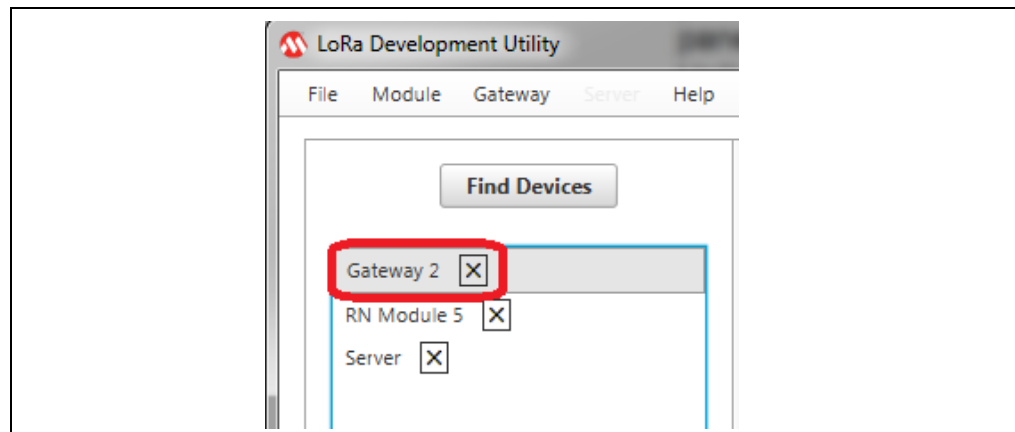 LoRa Development Utility
File Module Gateway Server Help
Find Devices
Gateway 2
RN Module 5
Server